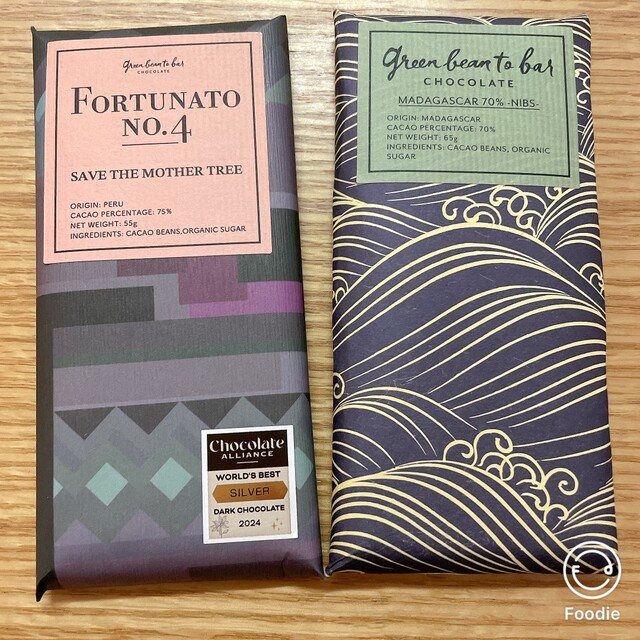 green bean to bar
CHOCOLATE
FORTUNATO
NO.4
SAVE THE MOTHER TREE
ORIGIN: PERU
CACAO PERCENTAGE: 75%
NET WEIGHT: 55g
INGREDIENTS: CACAO BEANS,ORGANIC SUGAR
Chocolate
ALLIANCE
WORLD'S BEST
SILVER
DARK CHOCOLATE
2024
green bean to bar
CHOCOLATE
MADAGASCAR 70% -NIBS-
ORIGIN: MADAGASCAR
CACAO PERCENTAGE: 70%
NET WEIGHT: 65g
INGREDIENTS: CACAO BEANS, ORGANIC
SUGAR
F d
Foodie